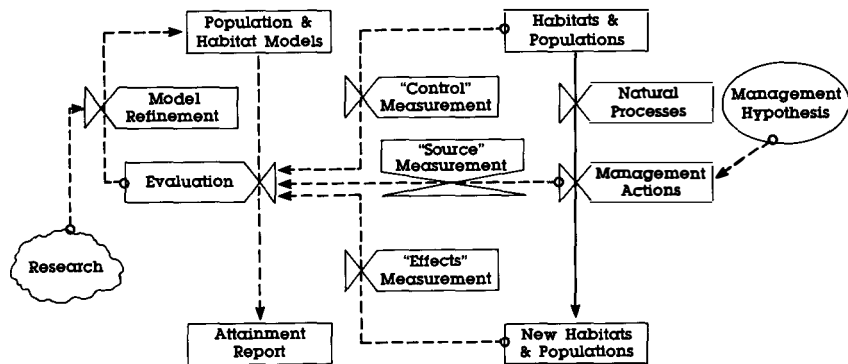 Population &
Habitat Models
Habitats &
Populations
Model
Refinement
"Control"
Measurement
Natural
Processes
Management
Hypothesis
Evaluation
"Source"
Measurement
Management
Actions
Research
"Effects"
Measurement
Attainment
Report
New Habitats
& Populations